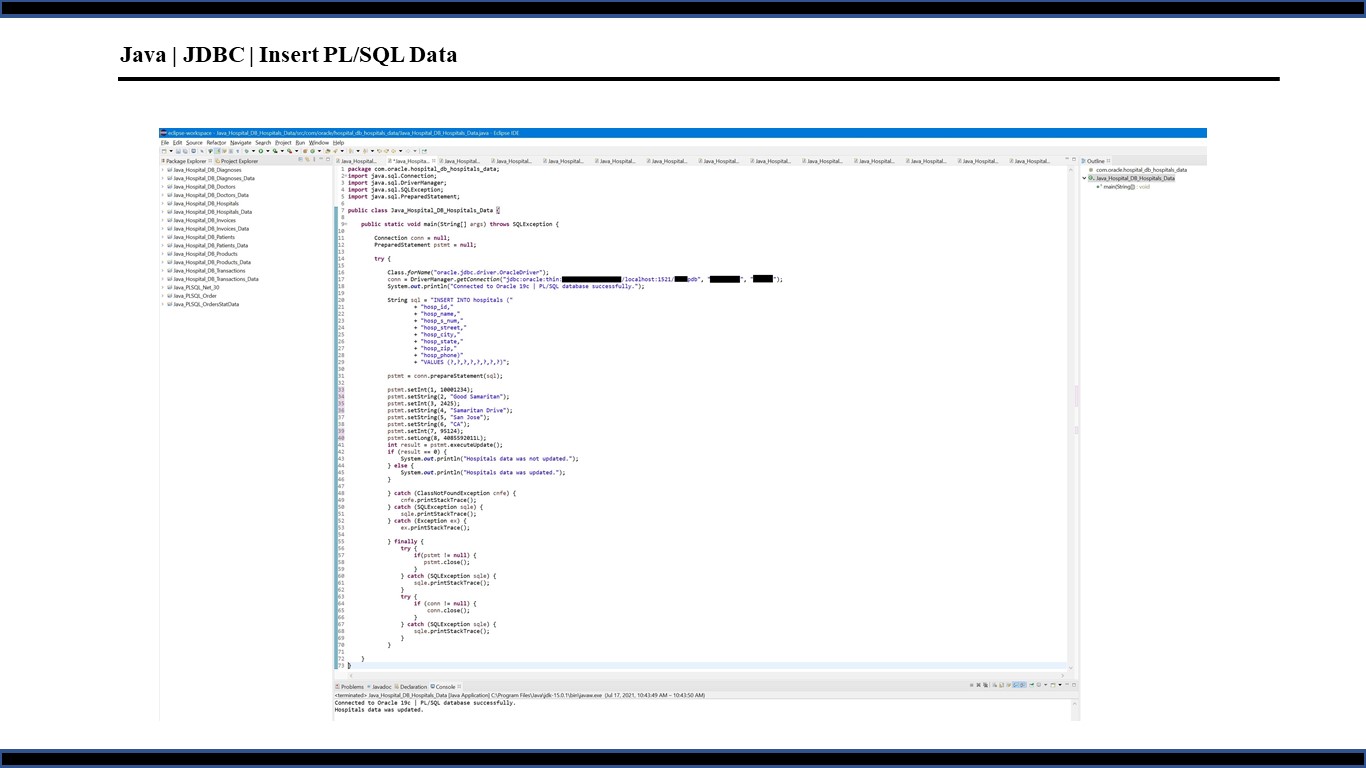 Java | JDBC | Insert PL/SQL Data
eclipse-workspace - Java_Hospital_DB_Hospitals_Data/src/com/oracle/hospital_db_hospitals_data/Java_Hospital_DB_Hospitals_Data.java - Eclipse IDE
File Edit Source Refactor Navigate Search Project Run Window Help
Package Explorer Project Explorer
Java_Hospital_DB_Diagnoses
Java_Hospital_DB_Diagnoses_Data
Java_Hospital_DB_Doctors
Java_Hospital_DB_Doctors_Data
Java_Hospital_DB_Hospitals
Java_Hospital_DB_Hospitals_Data
Java_Hospital_DB_Invoices
Java_Hospital_DB_Invoices_Data
Java_Hospital_DB_Patients
Java_Hospital_DB_Patients_Data
Java_Hospital_DB_Products
Java_Hospital_DB_Products_Data
Java_Hospital_DB_Transactions
Java_Hospital_DB_Transactions_Data
Java_PLSQL_Net_30
Java_PLSQL_Order
Java_PLSQL_OrdersStatData
Java_Hospital... *Java_Hospita... Java_Hospital... Java_Hospital... Java_Hospital... Java_Hospital... Java_Hospital... Java_Hospital... Java_Hospital... Java_Hospital... Java_Hospital... Java_Hospital... Java_Hospital... Java_Hospital...
1 package com.oracle.hospital_db_hospitals_data;
2 import java.sql.Connection;
3 import java.sql.DriverManager;
4 import java.sql.SQLException;
5 import java.sql.PreparedStatement;
6
7 public class Java_Hospital_DB_Hospitals_Data {
8
9 public static void main(String[] args) throws SQLException {
10
11 Connection conn = null;
12 PreparedStatement pstmt = null;
13
14 try {
15
16 Class.forName("oracle.jdbc.driver.OracleDriver");
17 conn = DriverManager.getConnection("jdbc:oracle:thin: /localhost:1521/ pdb", " ", " ");
18 System.out.println("Connected to Oracle 19c | PL/SQL database successfully.");
19
20 String sql = "INSERT INTO hospitals ("
21 + "hosp_id,"
22 + "hosp_name,"
23 + "hosp_s_num,"
24 + "hosp_street,"
25 + "hosp_city,"
26 + "hosp_state,"
27 + "hosp_zip,"
28 + "hosp_phone)"
29 + "VALUES (?,?,?,?,?,?,?,?)";
30
31 pstmt = conn.prepareStatement(sql);
32
33 pstmt.setInt(1, 10001234);
34 pstmt.setString(2, "Good Samaritan");
35 pstmt.setInt(3, 2425);
36 pstmt.setString(4, "Samaritan Drive");
37 pstmt.setString(5, "San Jose");
38 pstmt.setString(6, "CA");
39 pstmt.setInt(7, 95124);
40 pstmt.setLong(8, 4085592011L);
41 int result = pstmt.executeUpdate();
42 if (result == 0) {
43 System.out.println("Hospitals data was not updated.");
44 } else {
45 System.out.println("Hospitals data was updated.");
46 }
47
48 } catch (ClassNotFoundException cnfe) {
49 cnfe.printStackTrace();
50 } catch (SQLException sqle) {
51 sqle.printStackTrace();
52 } catch (Exception ex) {
53 ex.printStackTrace();
54
55 } finally {
56 try {
57 if(pstmt != null) {
58 pstmt.close();
59 }
60 } catch (SQLException sqle) {
61 sqle.printStackTrace();
62 }
63 try {
64 if (conn != null) {
65 conn.close();
66 }
67 } catch (SQLException sqle) {
68 sqle.printStackTrace();
69 }
70 }
71
72 }
73 }
Outline
com.oracle.hospital_db_hospitals_data
Java_Hospital_DB_Hospitals_Data
main(String[]) : void
Problems Javadoc Declaration Console
<terminated> Java_Hospital_DB_Hospitals_Data [Java Application] C:\Program Files\Java\jdk-15.0.1\bin\javaw.exe (Jul 17, 2021, 10:43:49 AM – 10:43:50 AM)
Connected to Oracle 19c | PL/SQL database successfully.
Hospitals data was updated.